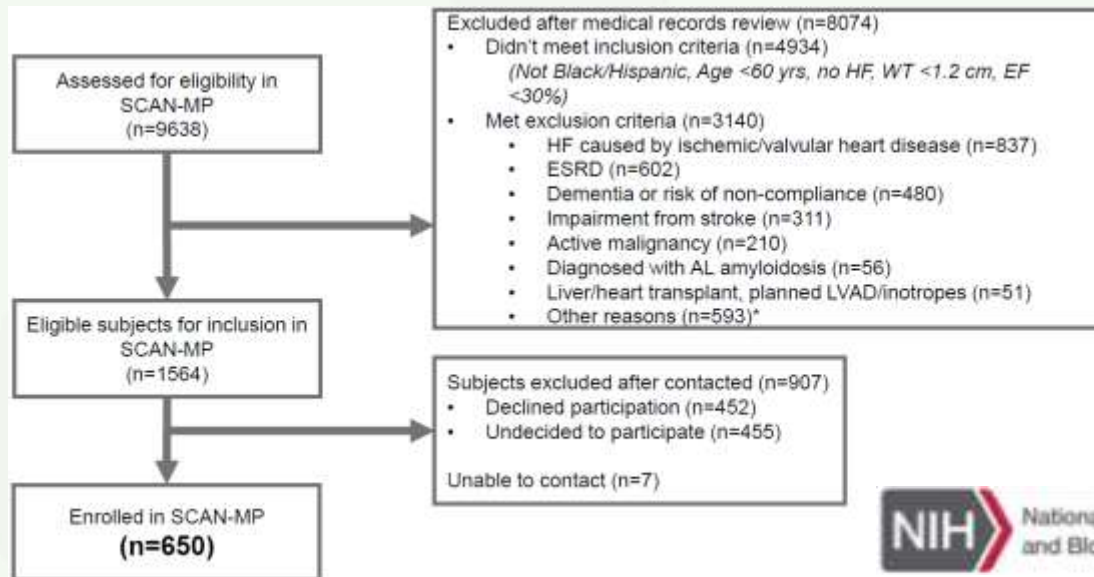 Assessed for eligibility in
SCAN-MP
(n=9638)
Excluded after medical records review (n=8074)
• Didn't meet inclusion criteria (n=4934)
(Not Black/Hispanic, Age <60 yrs, no HF, WT <1.2 cm, EF
<30%)
• Met exclusion criteria (n=3140)
• HF caused by ischemic/valvular heart disease (n=837)
• ESRD (n=602)
• Dementia or risk of non-compliance (n=480)
• Impairment from stroke (n=311)
• Active malignancy (n=210)
• Diagnosed with AL amyloidosis (n=56)
• Liver/heart transplant, planned LVAD/inotropes (n=51)
• Other reasons (n=593)*
Eligible subjects for inclusion in
SCAN-MP
(n=1564)
Subjects excluded after contacted (n=907)
• Declined participation (n=452)
• Undecided to participate (n=455)
Unable to contact (n=7)
Enrolled in SCAN-MP
(n=650)
NIH
Nationa
and Blo